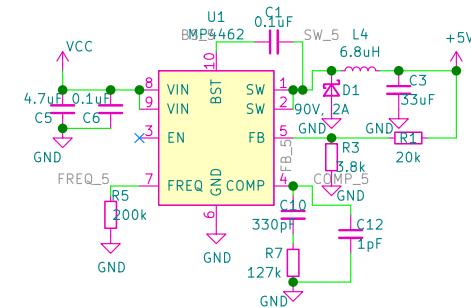 U1
MP4462
BST_5
C1
0.1uF
SW_5
L4
6.8uH
+5V
VCC
10
8
VIN
BST
SW
1
4.7uF
0.1uF
9
VIN
SW
2
D1
90V, 2A
C3
33uF
C5
C6
GND
GND
GND
3
EN
FB
5
R1
20k
FB_5
R3
3.8k
FREQ_5
7
FREQ
GND
COMP
4
COMP_5
GND
R5
200k
6
C10
330pF
C12
1pF
GND
GND
R7
127k
GND